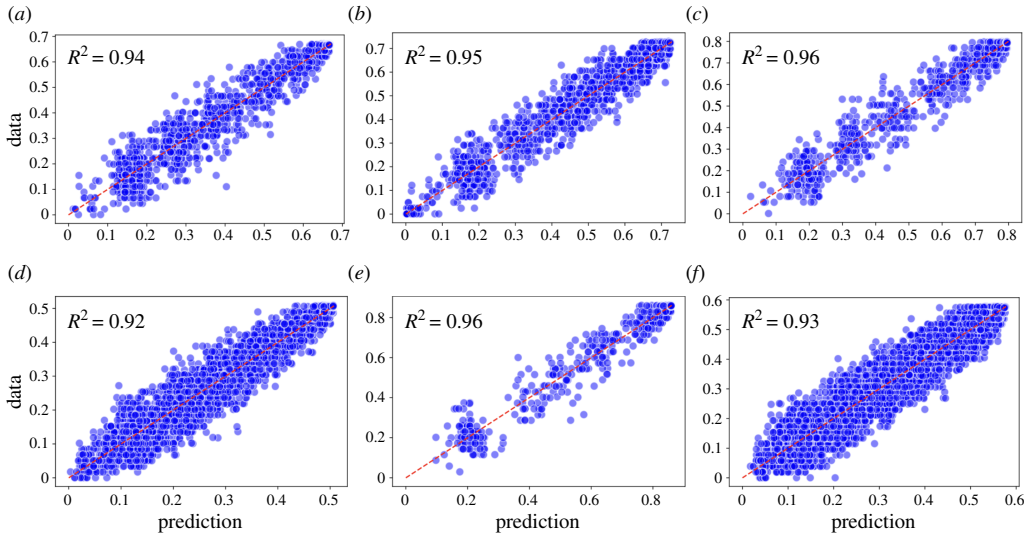 (a)
(b)
(c)
R² = 0.94
R² = 0.95
R² = 0.96
data
0.7
0.6
0.5
0.4
0.3
0.2
0.1
0
0 0.1 0.2 0.3 0.4 0.5 0.6 0.7
0.7
0.6
0.5
0.4
0.3
0.2
0.1
0
0 0.1 0.2 0.3 0.4 0.5 0.6 0.7
0.8
0.7
0.6
0.5
0.4
0.3
0.2
0.1
0
0 0.1 0.2 0.3 0.4 0.5 0.6 0.7 0.8
(d)
(e)
(f)
R² = 0.92
R² = 0.96
R² = 0.93
data
0.5
0.4
0.3
0.2
0.1
0
0 0.1 0.2 0.3 0.4 0.5
prediction
0.8
0.6
0.4
0.2
0
0 0.2 0.4 0.6 0.8
prediction
0.6
0.5
0.4
0.3
0.2
0.1
0
0 0.1 0.2 0.3 0.4 0.5 0.6
prediction